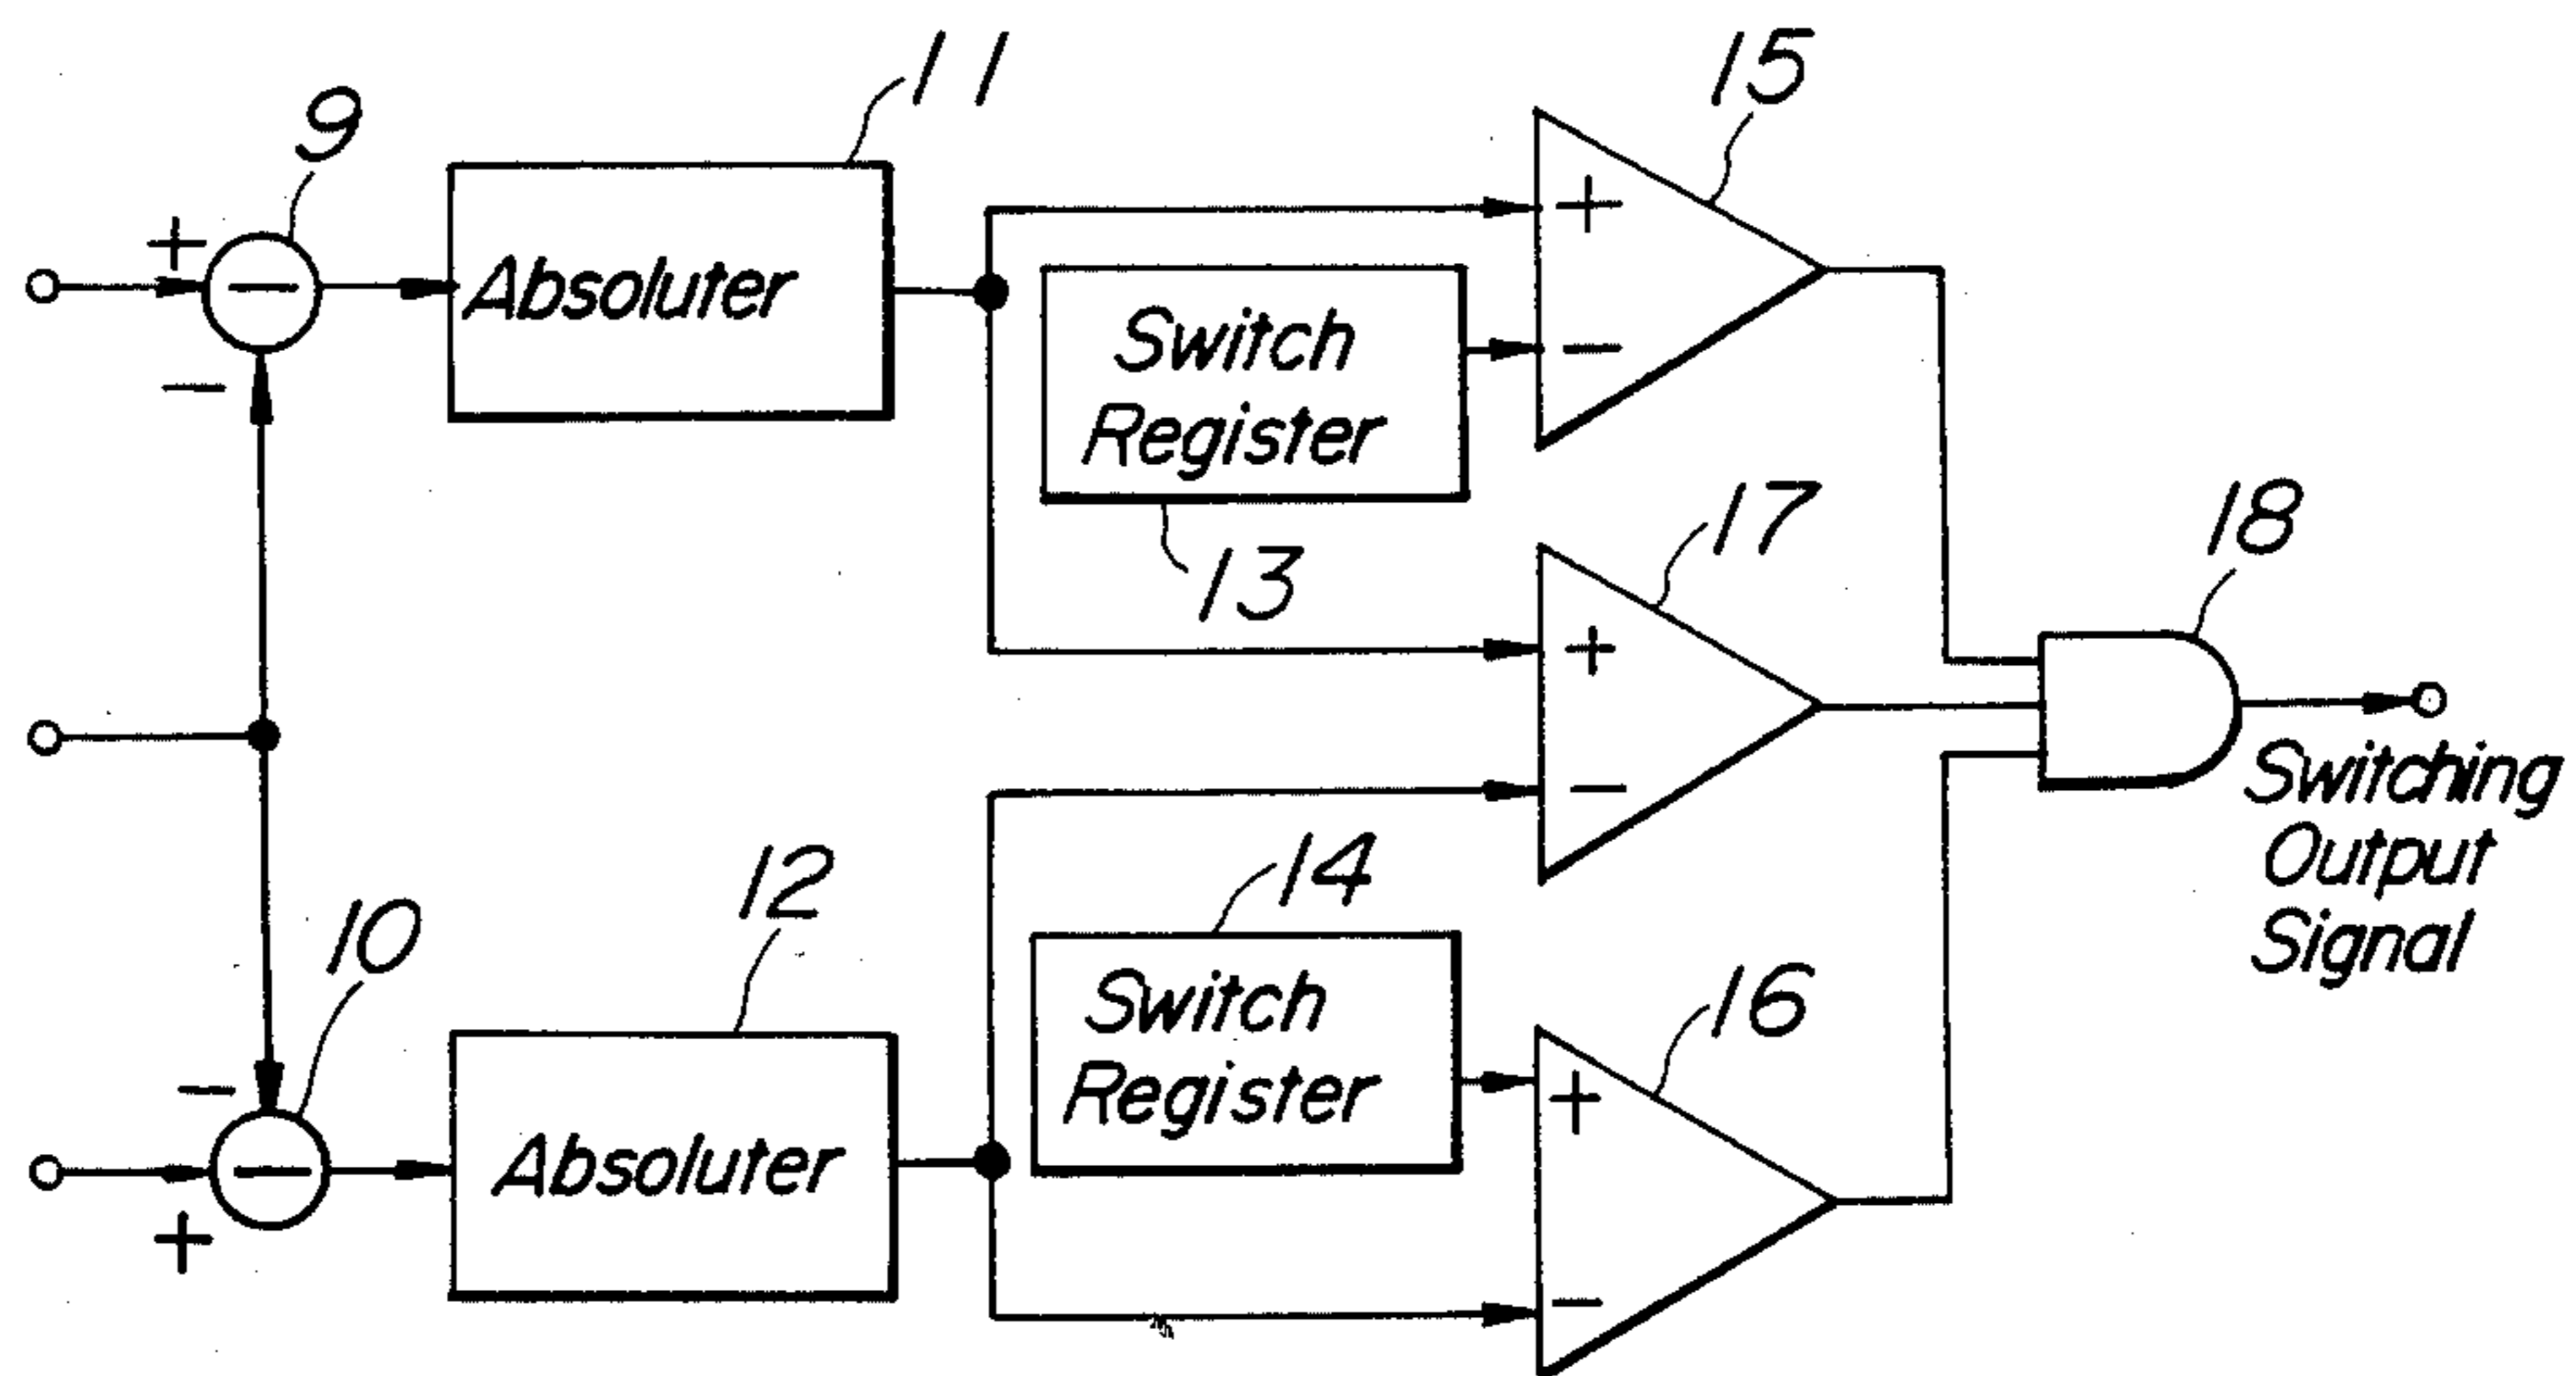 11
15
9
+
Absoluter
+
Switch
Register
−
−
−
17
18
13
+
−
Switching
Output
Signal
12
14
10
Switch
Register
16
−
+
−
Absoluter
+
−